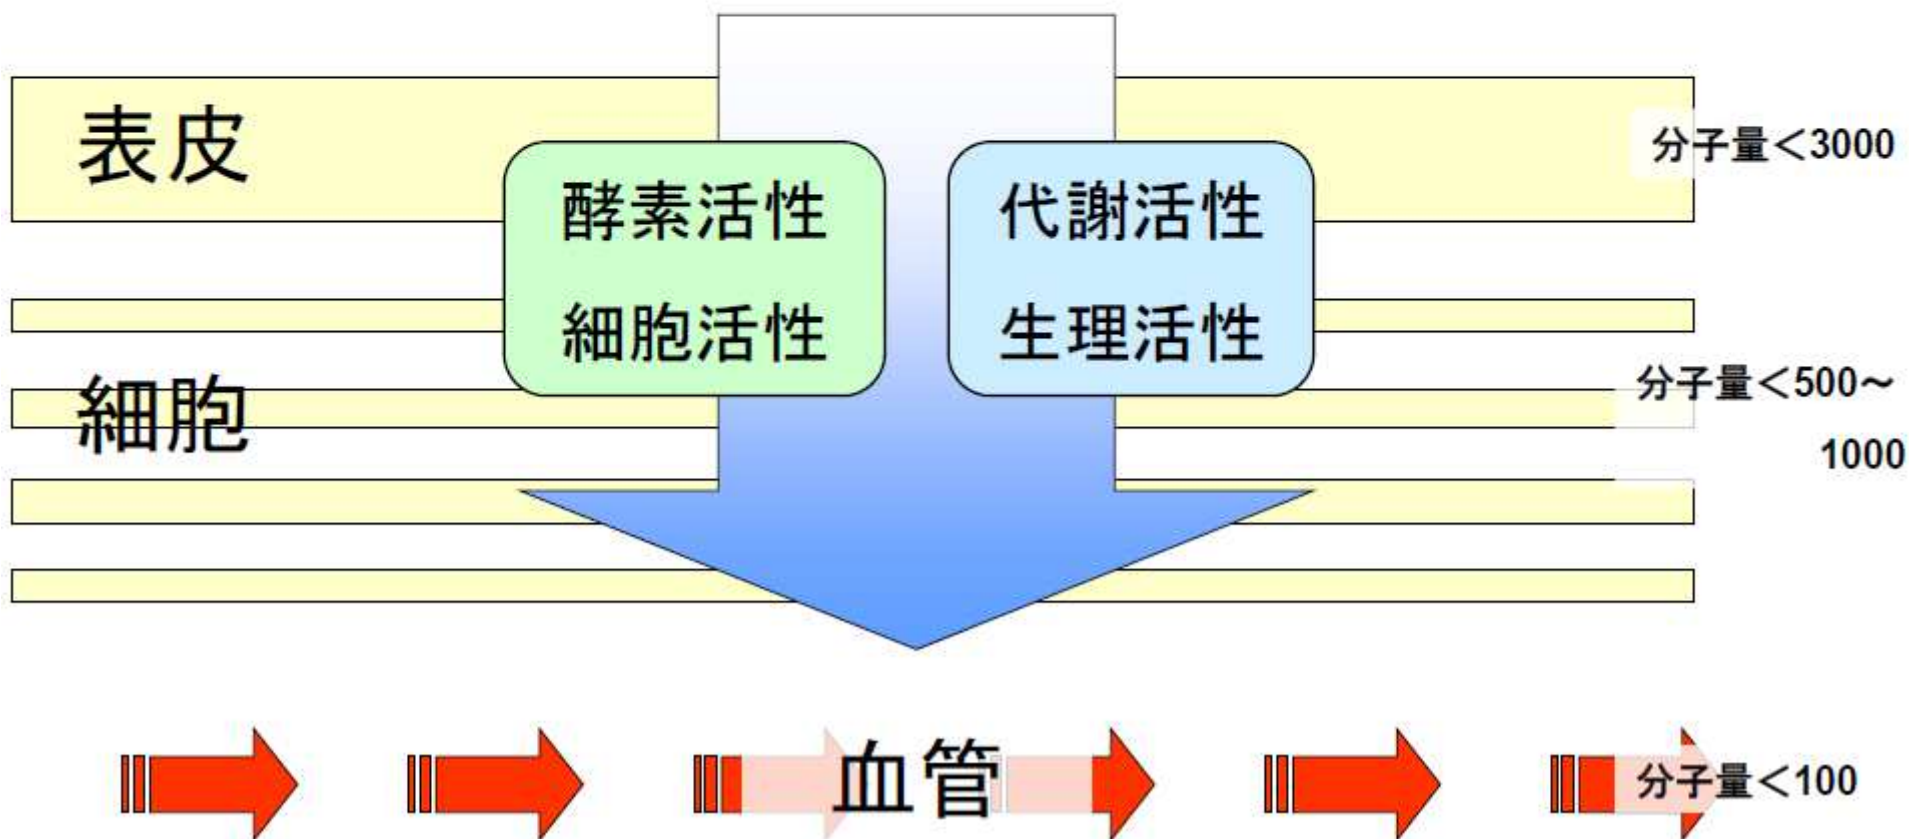 表皮
分子量＜3000
酵素活性
細胞活性
代謝活性
生理活性
細胞
分子量＜500～
1000
血管
分子量＜100